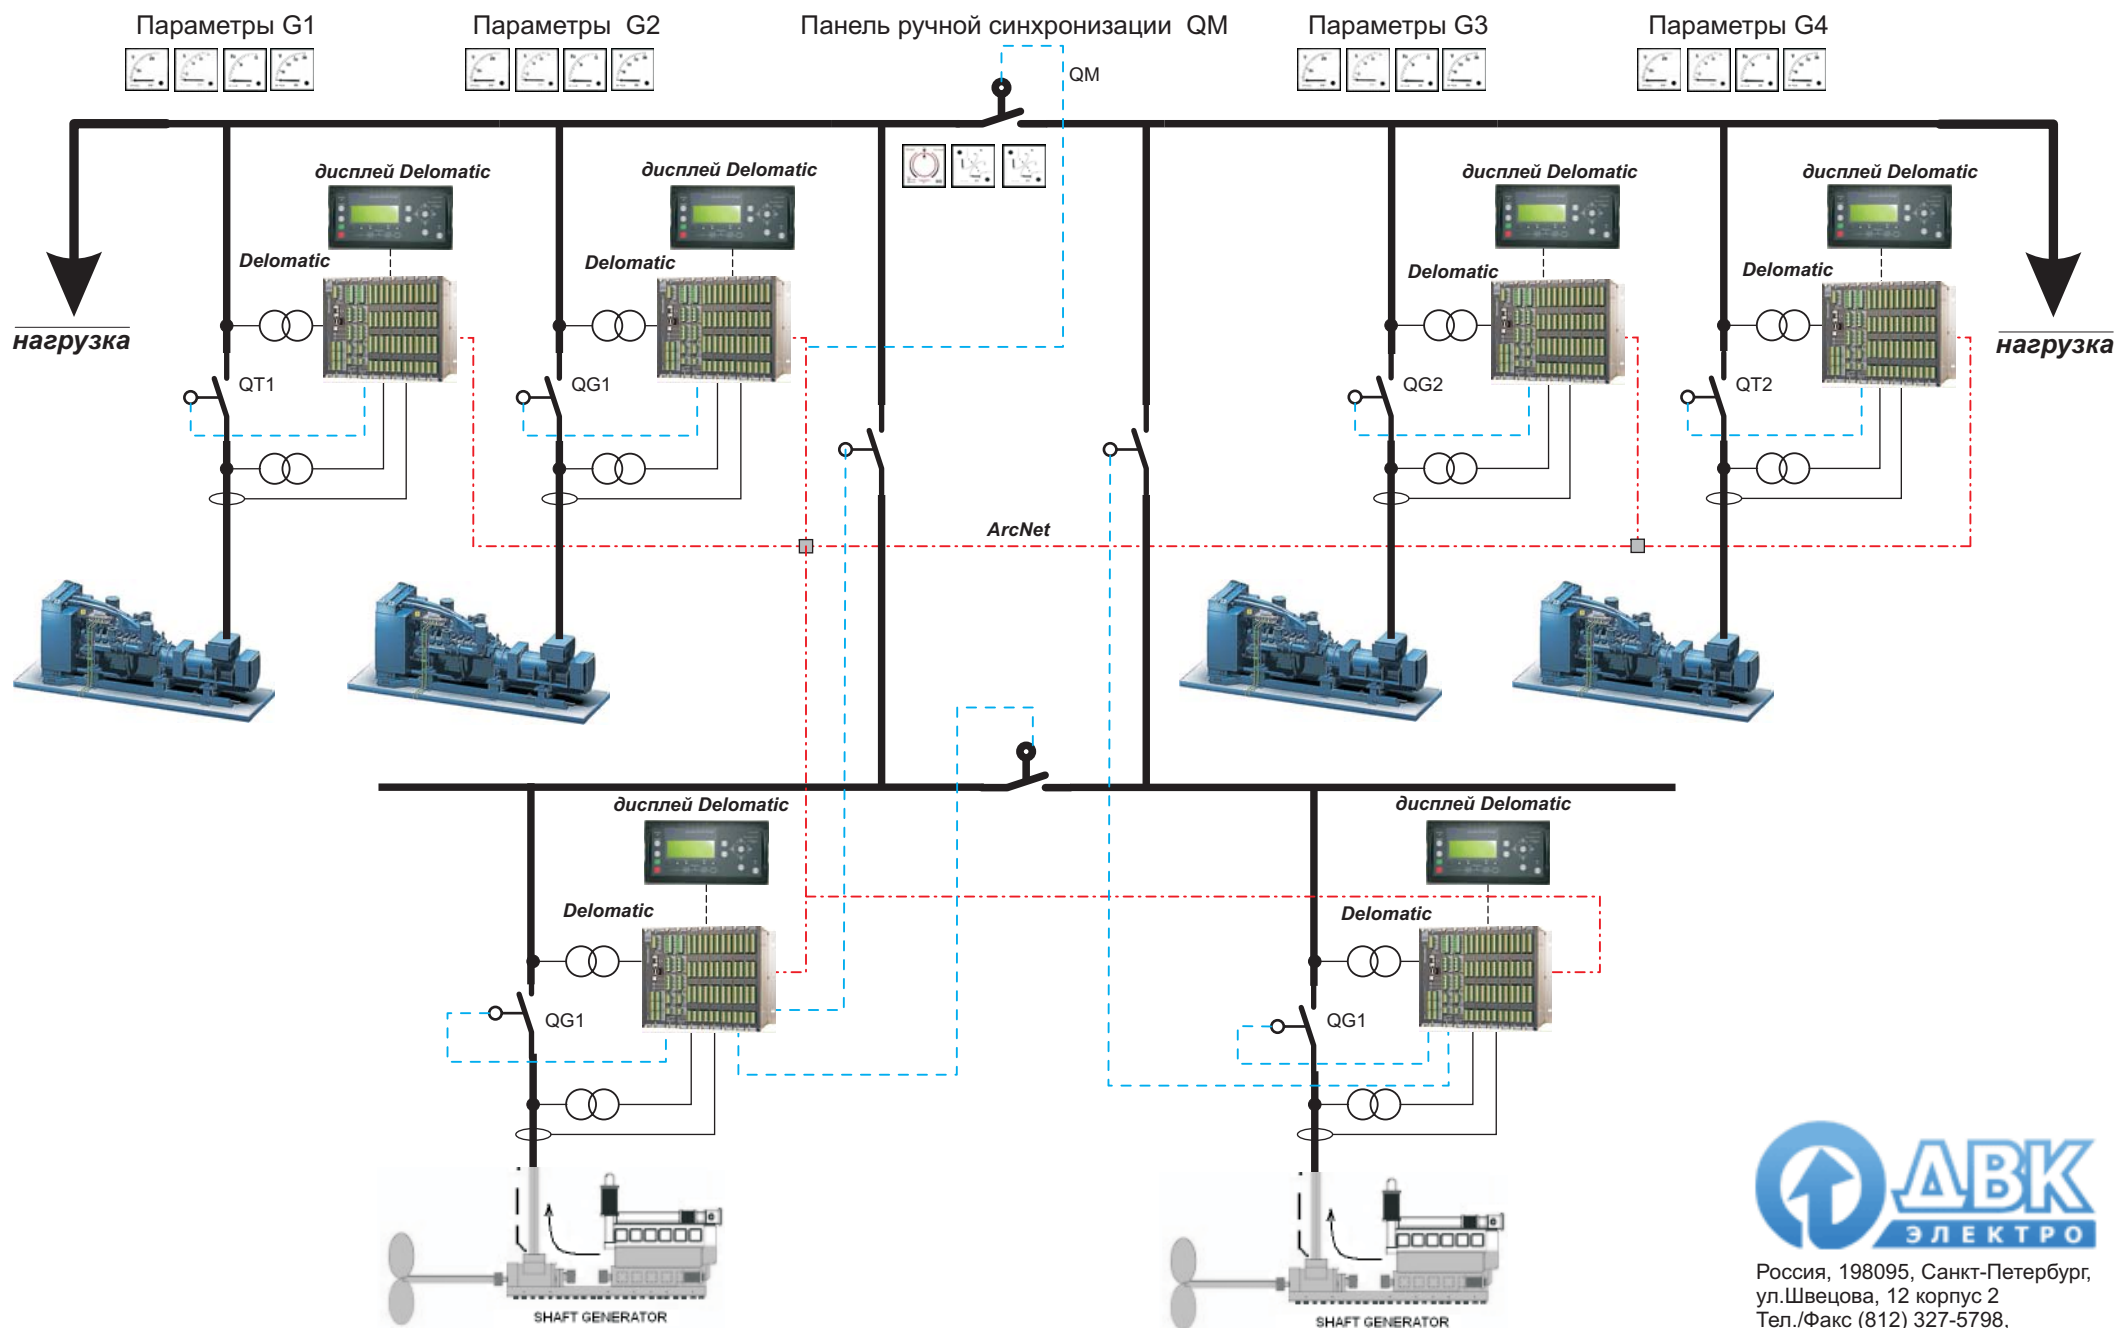 Параметры G1
Параметры G2
Панель ручной синхронизации QM
Параметры G3
Параметры G4
QM
дисплей Delomatic
дисплей Delomatic
дисплей Delomatic
дисплей Delomatic
Delomatic
Delomatic
Delomatic
Delomatic
нагрузка
нагрузка
QT1
QG1
QG2
QT2
ArcNet
дисплей Delomatic
дисплей Delomatic
Delomatic
Delomatic
QG1
QG1
SHAFT GENERATOR
SHAFT GENERATOR
ДВК
ЭЛЕКТРО
Россия, 198095, Санкт-Петербург,
ул.Швецова, 12 корпус 2
Тел./Факс (812) 327-5798,